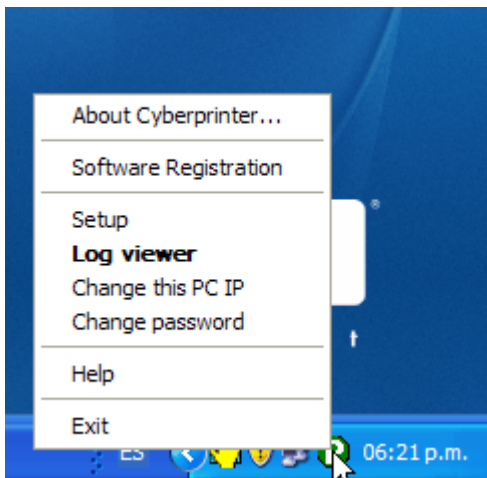 About Cyberprinter...
Software Registration
®
Setup
Log viewer
Change this PC IP
Change password
t
Help
Exit
ES
06:21 p.m.